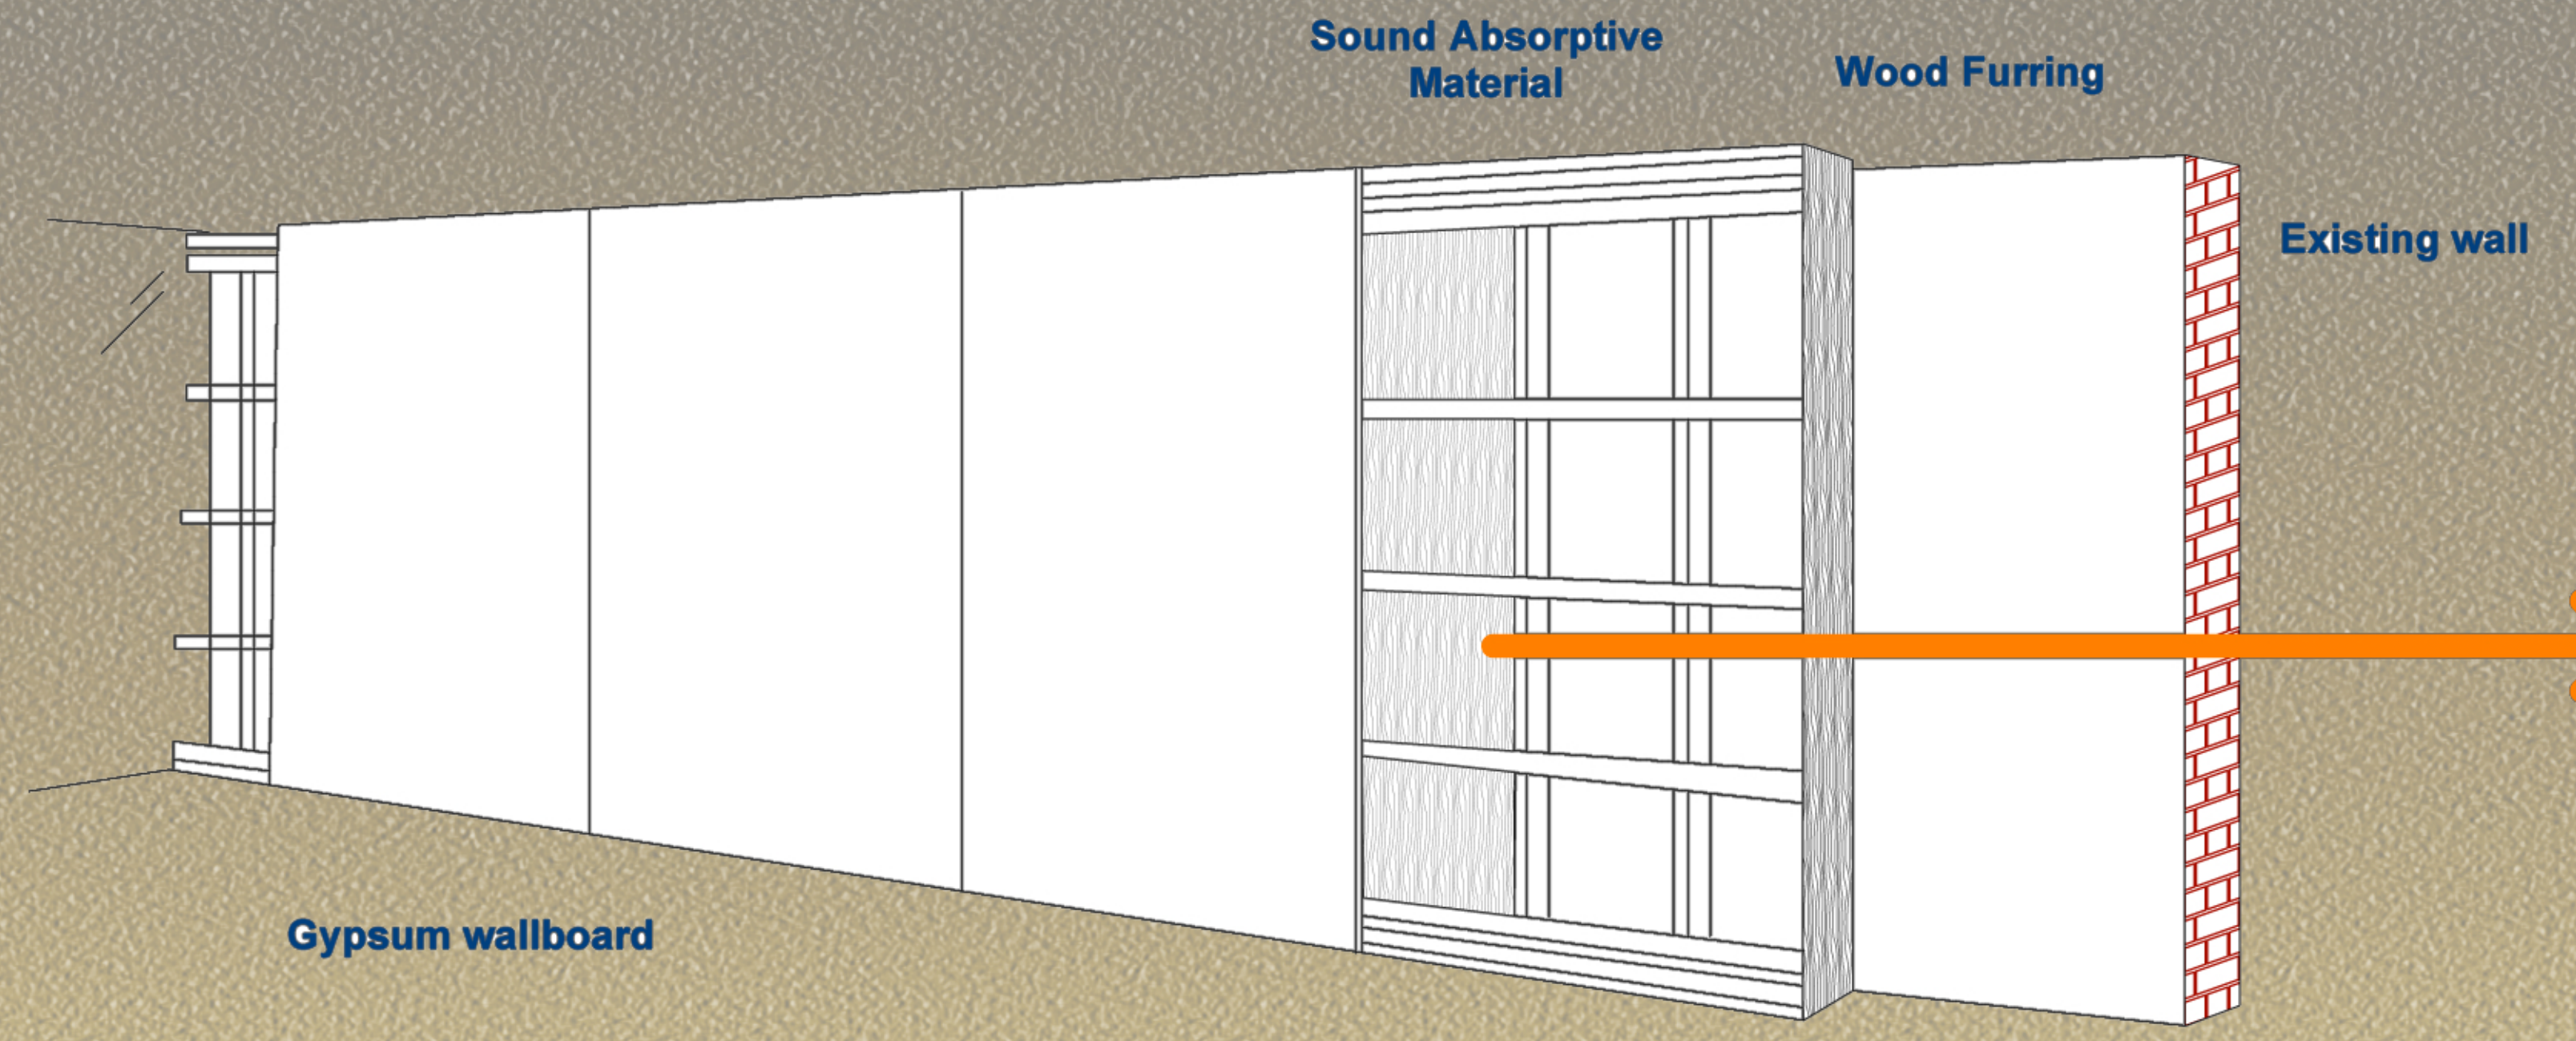 Sound Absorptive
Material
Wood Furring
Existing wall
Gypsum wallboard